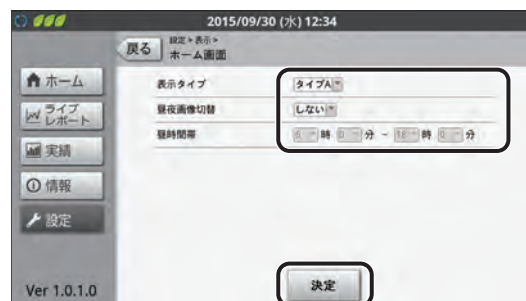 2015/09/30 (水) 12:34
戻る
設定 > 表示 >
ホーム画面
ホーム
ライブ
レポート
実績
情報
設定
表示タイプ タイプA
昼夜画像切替 しない
昼時間帯 6 時 0 分 ~ 18 時 0 分
決定
Ver 1.0.1.0